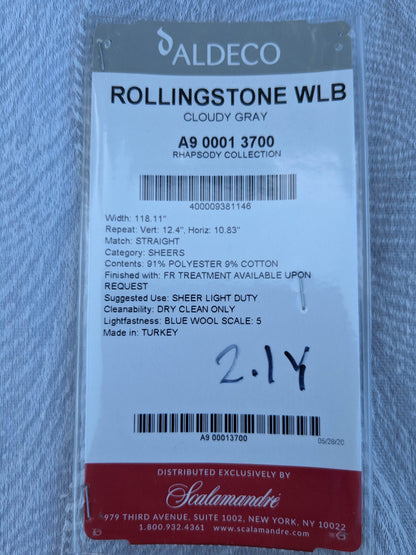 ALDECO
ROLLINGSTONE WLB
CLOUDY GRAY
A9 0001 3700
RHAPSODY COLLECTION
400009381146
Width: 118.11"
Repeat: Vert: 12.4", Horiz: 10.83"
Match: STRAIGHT
Category: SHEERS
Contents: 91% POLYESTER 9% COTTON
Finished with: FR TREATMENT AVAILABLE UPON
REQUEST
Suggested Use: SHEER LIGHT DUTY
Cleanability: DRY CLEAN ONLY
Lightfastness: BLUE WOOL SCALE: 5
Made in: TURKEY
2.1Y
A9 00013700
05/28/20
DISTRIBUTED EXCLUSIVELY BY
Scalamandré
979 THIRD AVENUE, SUITE 1002, NEW YORK, NY 10022
1.800.932.4361 www.scalamandre.com